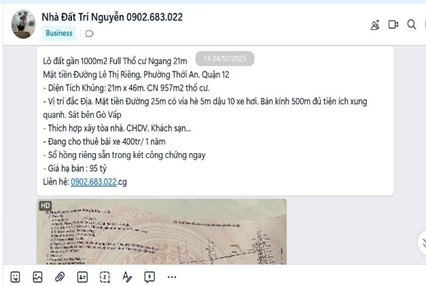 Nhà Đất Trí Nguyễn 0902.683.022
Business
T4 24/12/2025
Lô đất gần 1000m2 Full Thổ cư Ngang 21m
Mặt tiền Đường Lê Thị Riêng, Phường Thới An. Quận 12
- Diện Tích Khủng: 21m x 46m. CN 957m2 thổ cư.
- Vị trí đắc Địa. Mặt tiền Đường 25m có vỉa hè 5m dậu 10 xe hơi. Bán kính 500m đủ tiện ích xung
quanh. Sát bên Gò Vấp
- Thích hợp xây tòa nhà. CHDV. Khách sạn...
- Đang cho thuê bãi xe 400tr/ 1 năm
- Sổ hồng riêng sẵn trong két công chứng ngay
- Giá hạ bán : 95 tỷ
Liên hệ: 0902.683.022.cg
HD